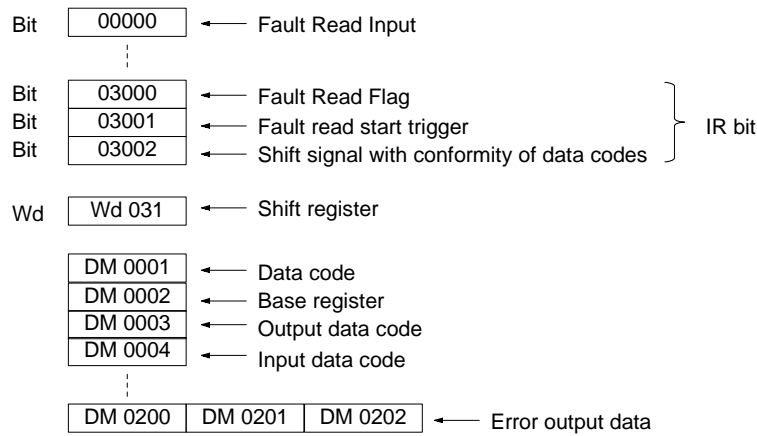 Bit 00000 Fault Read Input
Bit 03000 Fault Read Flag
Bit 03001 Fault read start trigger IR bit
Bit 03002 Shift signal with conformity of data codes
Wd Wd 031 Shift register
DM 0001 Data code
DM 0002 Base register
DM 0003 Output data code
DM 0004 Input data code
DM 0200 DM 0201 DM 0202 Error output data